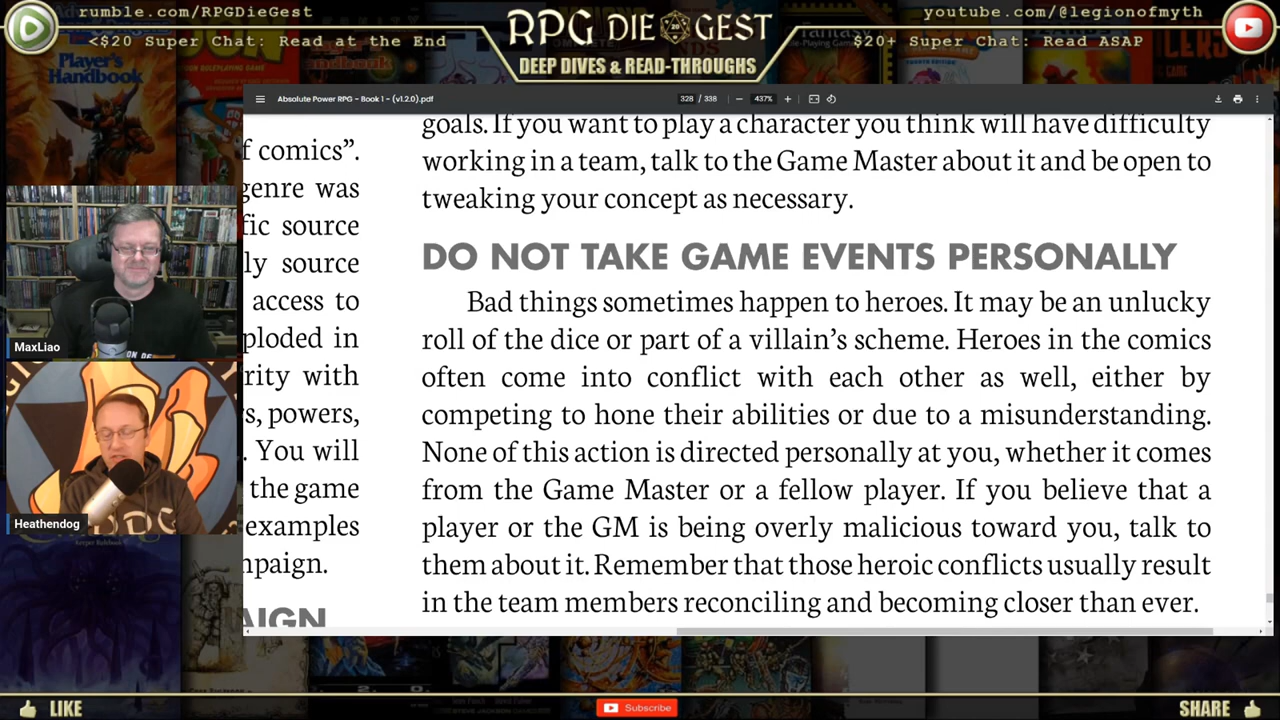 rumble.com/RPGDieGest
<$20 Super Chat: Read at the End
RPG DIE GEST
DEEP DIVES & READ-THROUGHS
youtube.com/@legionofmyth
$20+ Super Chat: Read ASAP
Player's
Handbook
Absolute Power RPG - Book 1 - (v1.2.0).pdf
328 / 338
437%
f comics”.
genre was
fic source
ly source
access to
ploded in
rity with
rs, powers,
. You will
the game
examples
mpaign.
AIGN
goals. If you want to play a character you think will have difficulty
working in a team, talk to the Game Master about it and be open to
tweaking your concept as necessary.
DO NOT TAKE GAME EVENTS PERSONALLY
Bad things sometimes happen to heroes. It may be an unlucky
roll of the dice or part of a villain’s scheme. Heroes in the comics
often come into conflict with each other as well, either by
competing to hone their abilities or due to a misunderstanding.
None of this action is directed personally at you, whether it comes
from the Game Master or a fellow player. If you believe that a
player or the GM is being overly malicious toward you, talk to
them about it. Remember that those heroic conflicts usually result
in the team members reconciling and becoming closer than ever.
MaxLiao
Heathendog
LIKE
Subscribe
SHARE